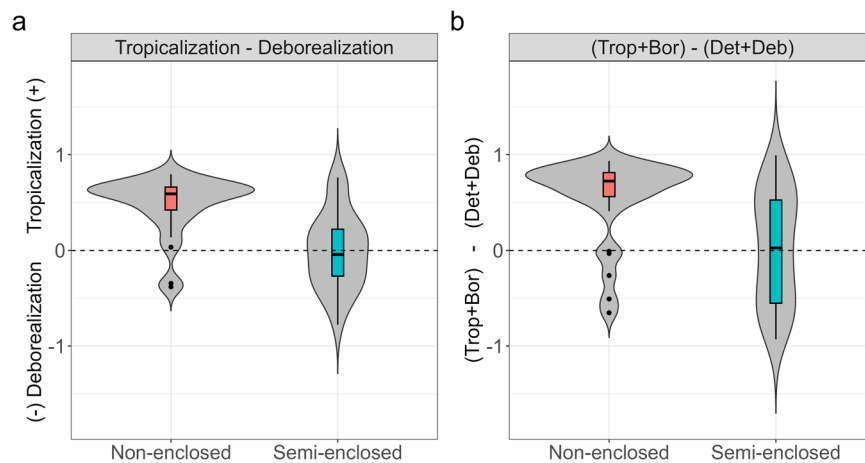 a
Tropicalization - Deborealization
(-) Deborealization Tropicalization (+)
1
0
-1
Non-enclosed Semi-enclosed
b
(Trop+Bor) - (Det+Deb)
(Trop+Bor) - (Det+Deb)
1
0
-1
Non-enclosed Semi-enclosed